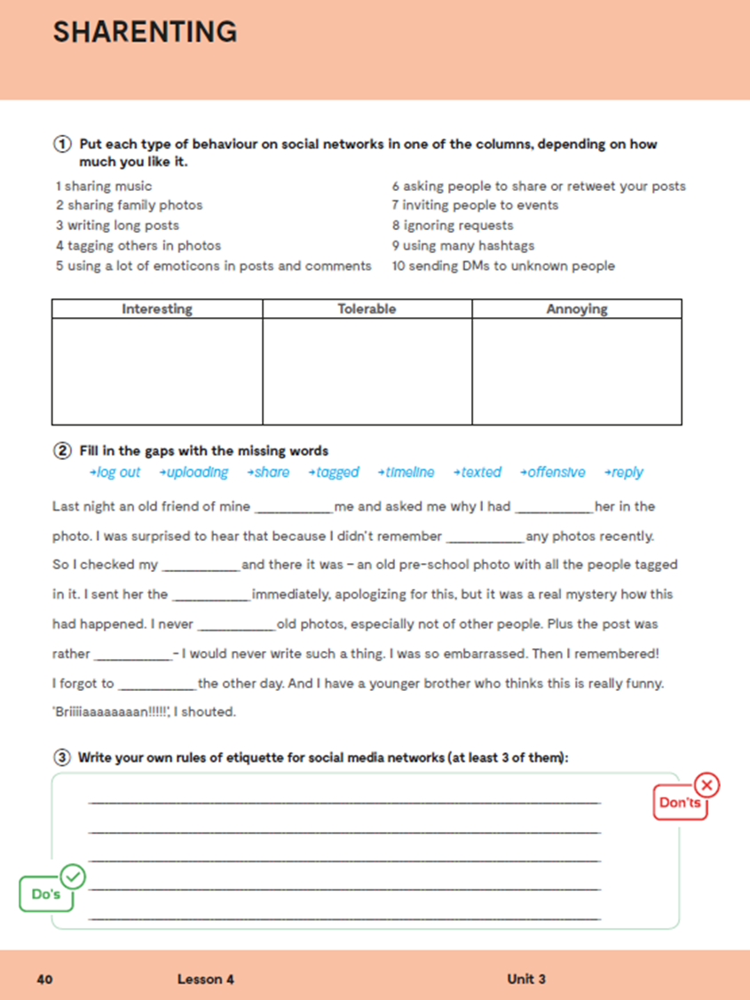 SHARENTING
1 Put each type of behaviour on social networks in one of the columns, depending on how
much you like it.
1 sharing music
2 sharing family photos
3 writing long posts
4 tagging others in photos
5 using a lot of emoticons in posts and comments
6 asking people to share or retweet your posts
7 inviting people to events
8 ignoring requests
9 using many hashtags
10 sending DMs to unknown people
Interesting Tolerable Annoying
2 Fill in the gaps with the missing words
→log out →uploading →share →tagged →timeline →texted →offensive →reply
Last night an old friend of mine __________ me and asked me why I had __________ her in the
photo. I was surprised to hear that because I didn't remember __________ any photos recently.
So I checked my __________ and there it was – an old pre-school photo with all the people tagged
in it. I sent her the __________ immediately, apologizing for this, but it was a real mystery how this
had happened. I never __________ old photos, especially not of other people. Plus the post was
rather __________ – I would never write such a thing. I was so embarrassed. Then I remembered!
I forgot to __________ the other day. And I have a younger brother who thinks this is really funny.
'Briiiiaaaaaaaan!!!!!', I shouted.
3 Write your own rules of etiquette for social media networks (at least 3 of them):
Don'ts
Do's
40 Lesson 4 Unit 3